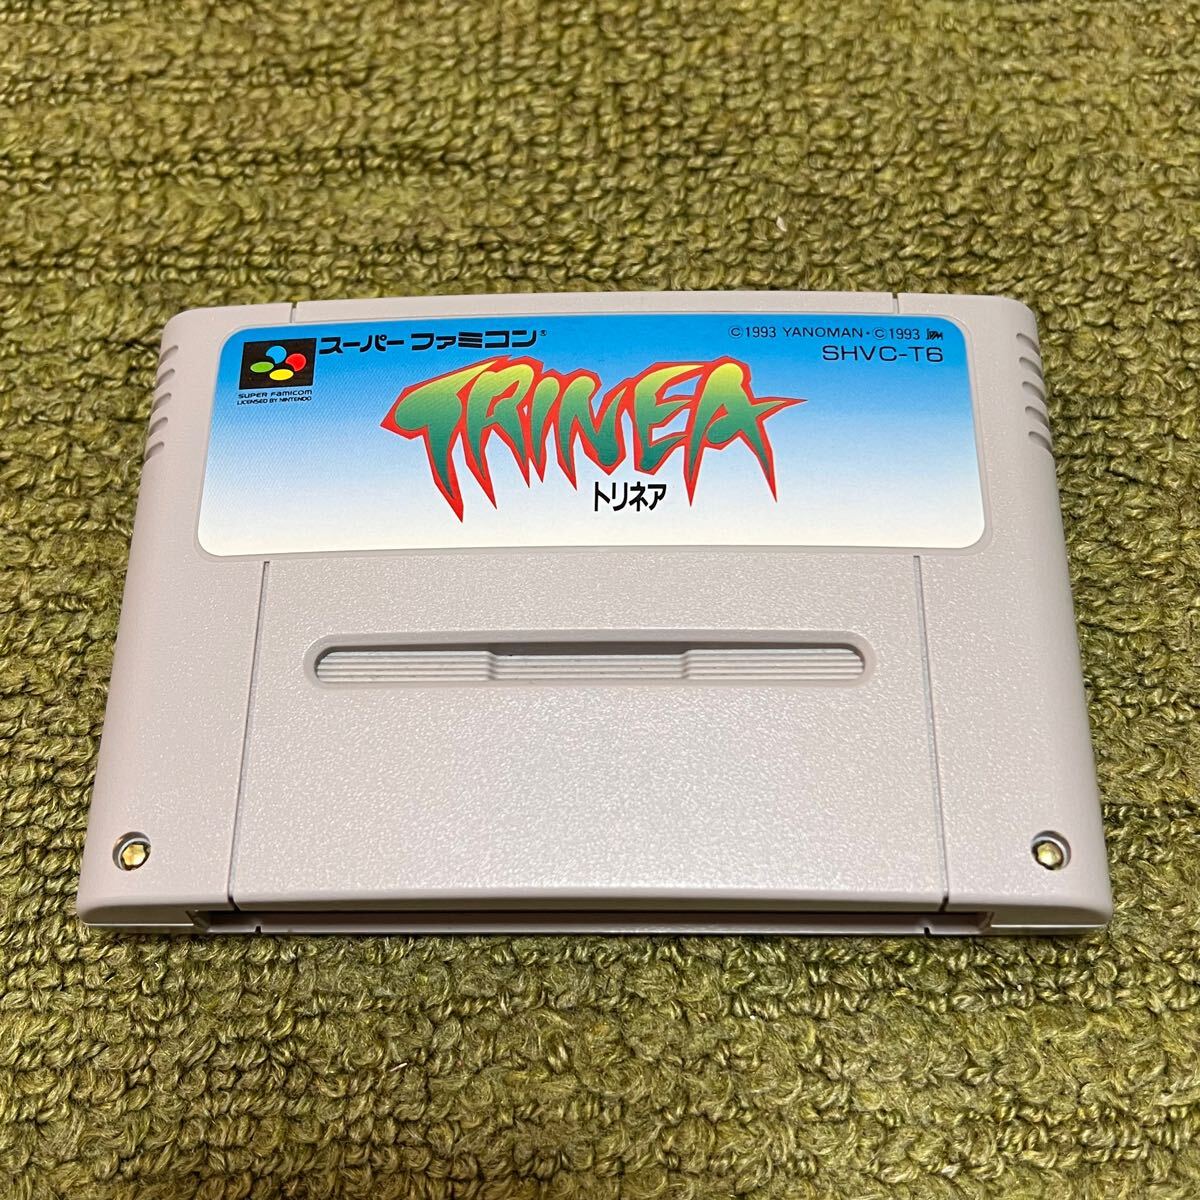 スーパーファミコン®
©1993 YANOMAN・©1993
SHVC-T6
SUPER FAMICOM
LICENSED BY NINTENDO
TRINEA
トリネア